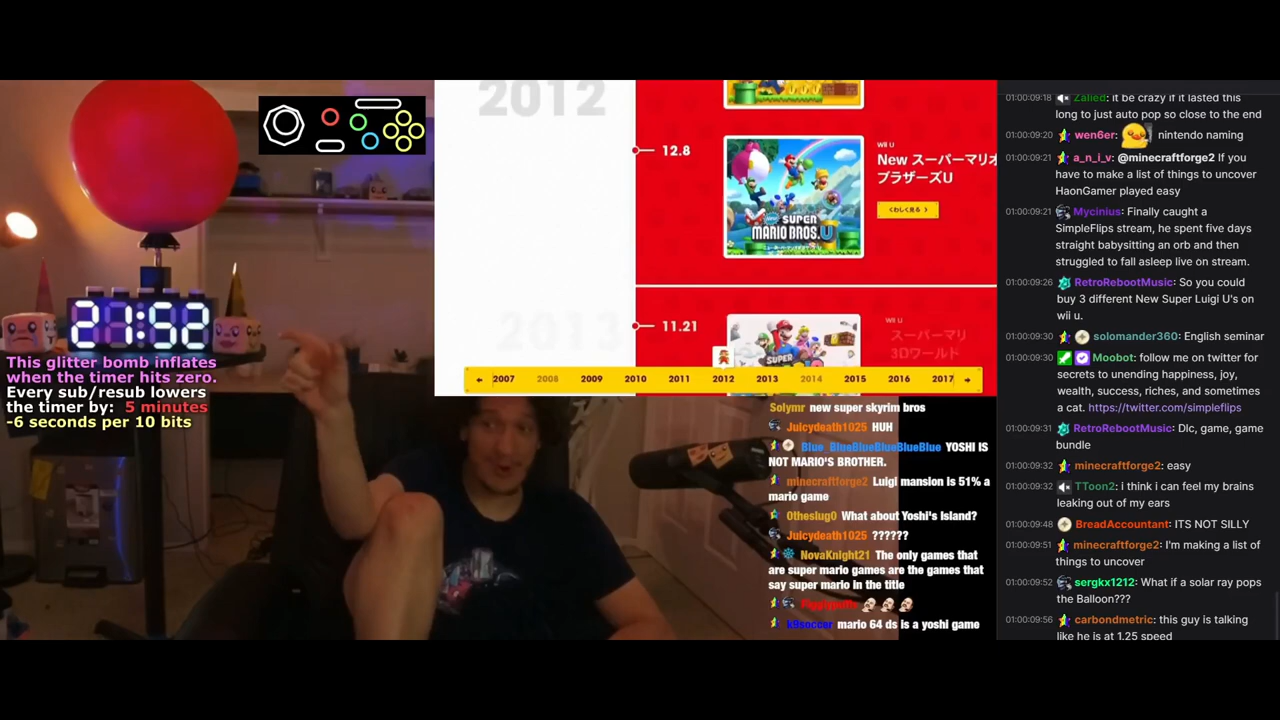 21:52
This glitter bomb inflates
when the timer hits zero.
Every sub/resub lowers
the timer by: 5 minutes
-6 seconds per 10 bits
2012
12.8
New SUPER
MARIO BROS. U
WII U
New スーパーマリオ
ブラザーズU
くわしく見る
2013
11.21
SUPER
WII U
スーパーマリ
3Dワールド
2007 2008 2009 2010 2011 2012 2013 2014 2015 2016 2017
Solymr new super skyrim bros
Juicydeath1025 HUH
Blue_BlueBlueBlueBlueBlueBlue YOSHI IS
NOT MARIO'S BROTHER.
minecraftforge2 Luigi mansion is 51% a
mario game
Otheslug0 What about Yoshi's Island?
Juicydeath1025 ??????
NovaKnight21 The only games that
are super mario games are the games that
say super mario in the title
k9soccer mario 64 ds is a yoshi game
01:00:09:18 Zalied: it be crazy if it lasted this
long to just auto pop so close to the end
01:00:09:20 wen6er: nintendo naming
01:00:09:21 a_n_i_v: @minecraftforge2 If you
have to make a list of things to uncover
HaonGamer played easy
01:00:09:21 Mycinius: Finally caught a
SimpleFlips stream, he spent five days
straight babysitting an orb and then
struggled to fall asleep live on stream.
01:00:09:26 RetroRebootMusic: So you could
buy 3 different New Super Luigi U's on
wii u.
01:00:09:30 solomander360: English seminar
01:00:09:30 Moobot: follow me on twitter for
secrets to unending happiness, joy,
wealth, success, riches, and sometimes
a cat. https://twitter.com/simpleflips
01:00:09:31 RetroRebootMusic: Dlc, game, game
bundle
01:00:09:32 minecraftforge2: easy
01:00:09:32 TToon2: i think i can feel my brains
leaking out of my ears
01:00:09:48 BreadAccountant: ITS NOT SILLY
01:00:09:51 minecraftforge2: I'm making a list of
things to uncover
01:00:09:52 sergkx1212: What if a solar ray pops
the Balloon???
01:00:09:56 carbondmetric: this guy is talking
like he is at 1.25 speed